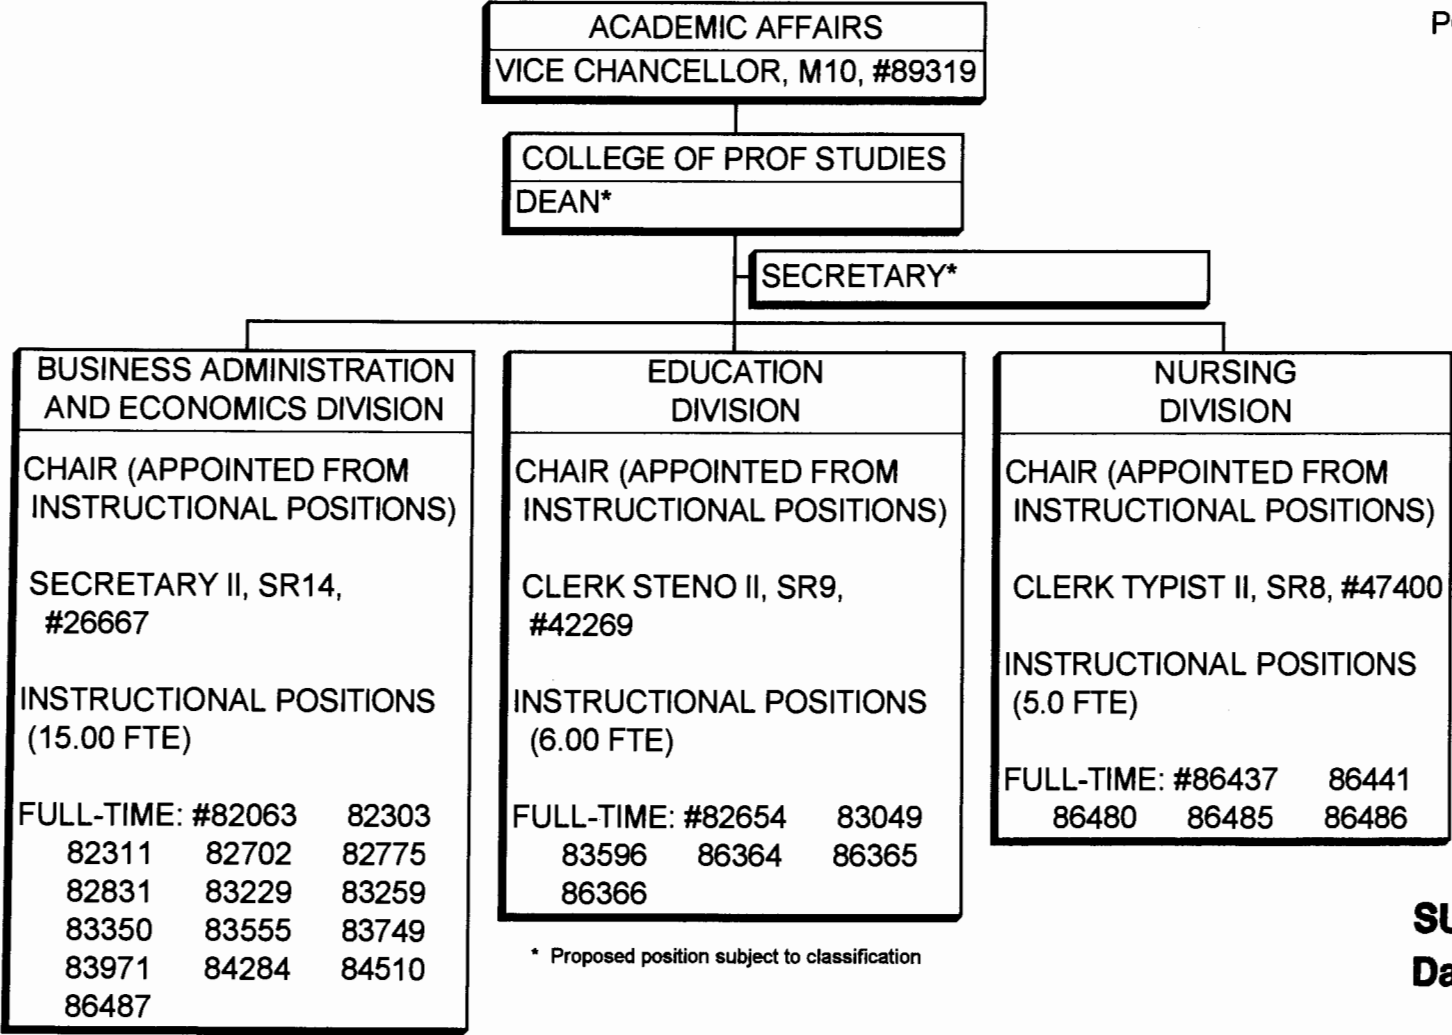 ACADEMIC AFFAIRS
VICE CHANCELLOR, M10, #89319
COLLEGE OF PROF STUDIES
DEAN*
SECRETARY*
BUSINESS ADMINISTRATION
AND ECONOMICS DIVISION
CHAIR (APPOINTED FROM
INSTRUCTIONAL POSITIONS)
SECRETARY II, SR14,
#26667
INSTRUCTIONAL POSITIONS
(15.00 FTE)
FULL-TIME: #82063 82303
82311 82702 82775
82831 83229 83259
83350 83555 83749
83971 84284 84510
86487
EDUCATION
DIVISION
CHAIR (APPOINTED FROM
INSTRUCTIONAL POSITIONS)
CLERK STENO II, SR9,
#42269
INSTRUCTIONAL POSITIONS
(6.00 FTE)
FULL-TIME: #82654 83049
83596 86364 86365
86366
NURSING
DIVISION
CHAIR (APPOINTED FROM
INSTRUCTIONAL POSITIONS)
CLERK TYPIST II, SR8, #47400
INSTRUCTIONAL POSITIONS
(5.0 FTE)
FULL-TIME: #86437 86441
86480 86485 86486
* Proposed position subject to classification